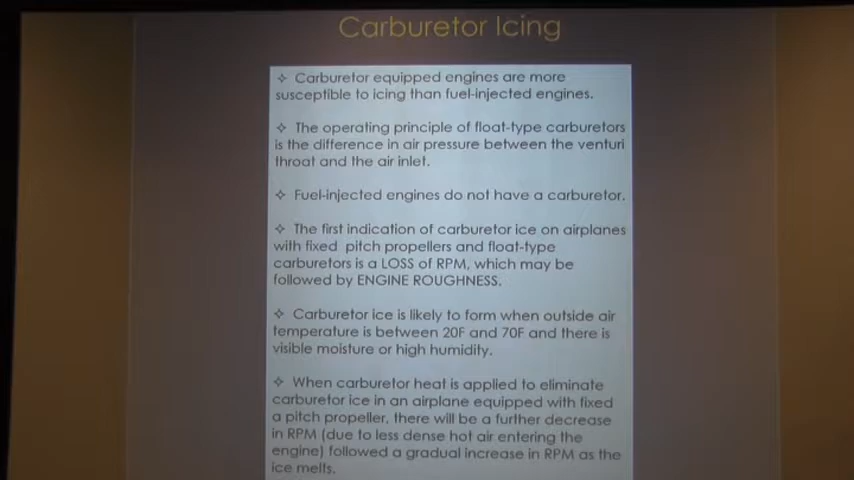 Carburetor Icing
✧ Carburetor equipped engines are more
susceptible to icing than fuel-injected engines.
✧ The operating principle of float-type carburetors
is the difference in air pressure between the venturi
throat and the air inlet.
✧ Fuel-injected engines do not have a carburetor.
✧ The first indication of carburetor ice on airplanes
with fixed pitch propellers and float-type
carburetors is a LOSS of RPM, which may be
followed by ENGINE ROUGHNESS.
✧ Carburetor ice is likely to form when outside air
temperature is between 20F and 70F and there is
visible moisture or high humidity.
✧ When carburetor heat is applied to eliminate
carburetor ice in an airplane equipped with fixed
a pitch propeller, there will be a further decrease
in RPM (due to less dense hot air entering the
engine) followed a gradual increase in RPM as the
ice melts.